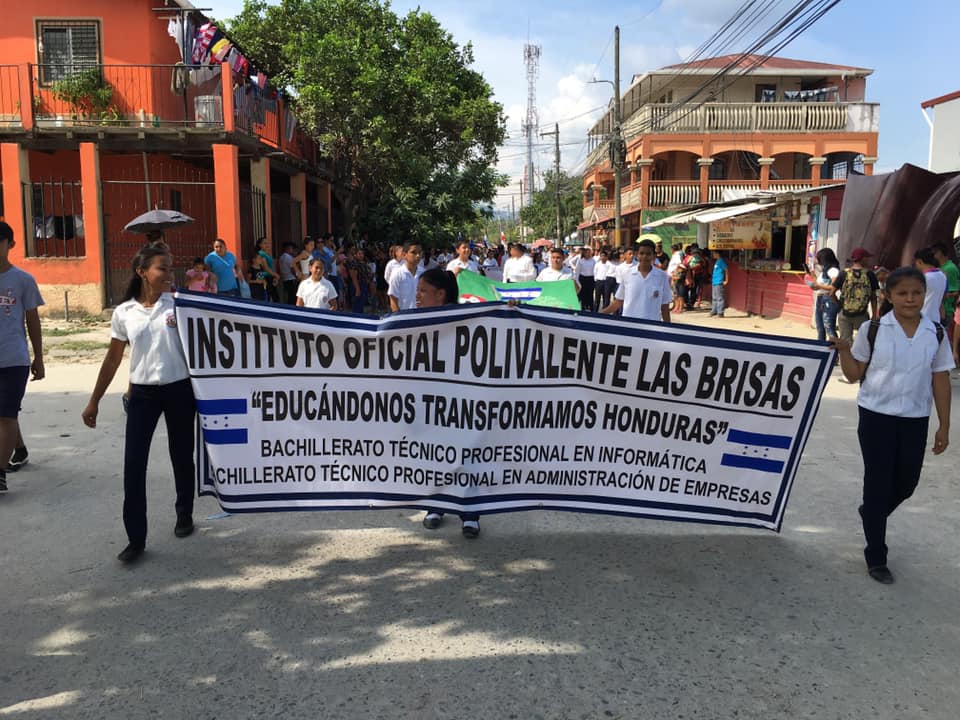 INSTITUTO OFICIAL POLIVALENTE LAS BRISAS
"EDUCÁNDONOS TRANSFORMAMOS HONDURAS"
BACHILLERATO TÉCNICO PROFESIONAL EN INFORMÁTICA
CHILLERATO TÉCNICO PROFESIONAL EN ADMINISTRACIÓN DE EMPRESAS